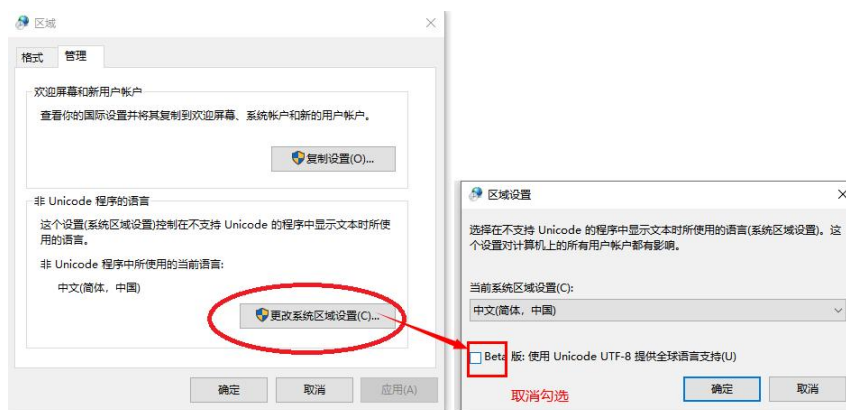 区域
格式 管理
欢迎屏幕和新用户帐户
查看你的国际设置并将其复制到欢迎屏幕、系统帐户和新的用户帐户。
复制设置(O)...
非 Unicode 程序的语言
这个设置(系统区域设置)控制在不支持 Unicode 的程序中显示文本时所使
用的语言。
非 Unicode 程序中所使用的当前语言:
中文(简体，中国)
更改系统区域设置(C)...
确定 取消 应用(A)
区域设置
选择在不支持 Unicode 的程序中显示文本时所使用的语言(系统区域设置)。这
个设置对计算机上的所有用户帐户都有影响。
当前系统区域设置(C):
中文(简体，中国)
Beta 版: 使用 Unicode UTF-8 提供全球语言支持(U)
取消勾选
确定 取消